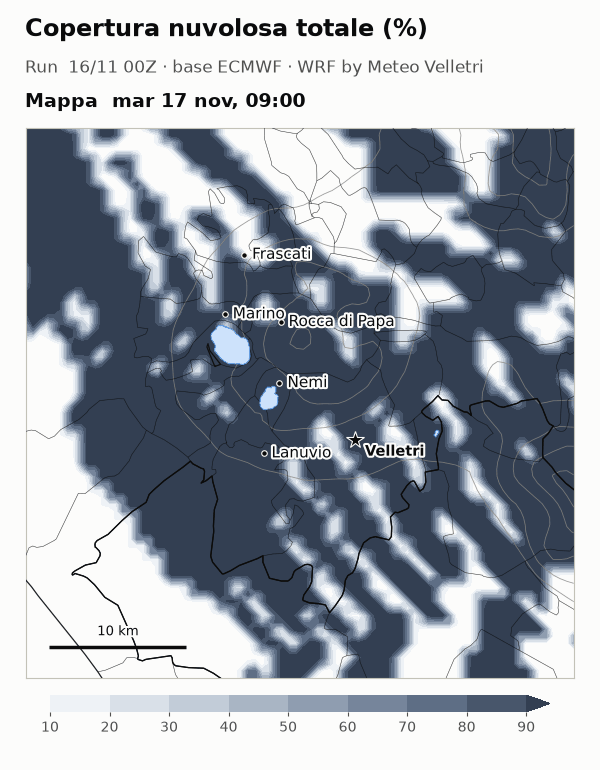 Copertura nuvolosa totale (%)
Run  16/11 00Z · base ECMWF · WRF by Meteo Velletri
Mappa  mar 17 nov, 09:00
Frascati
Marino
Rocca di Papa
Nemi
Velletri
Lanuvio
10 km
10 20 30 40 50 60 70 80 90